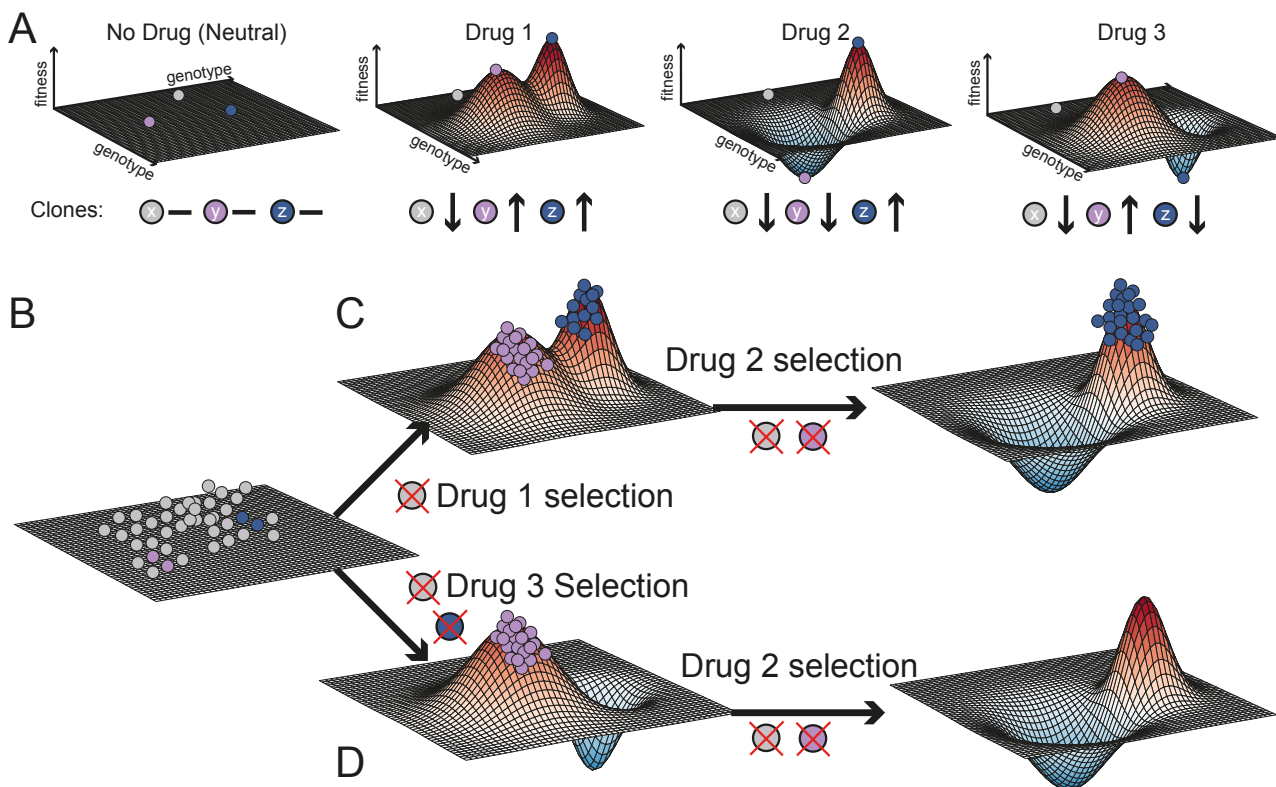 A
No Drug (Neutral)
Drug 1
Drug 2
Drug 3
fitness
genotype
genotype
fitness
genotype
fitness
genotype
fitness
genotype
Clones:
x
y
z
x
y
z
x
y
z
x
y
z
B
C
Drug 2 selection
Drug 1 selection
Drug 3 Selection
Drug 2 selection
D